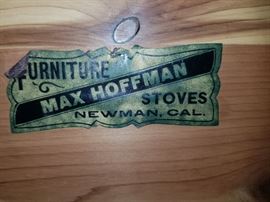 FURNITURE
MAX HOFFMAN
STOVES
NEWMAN, CAL.